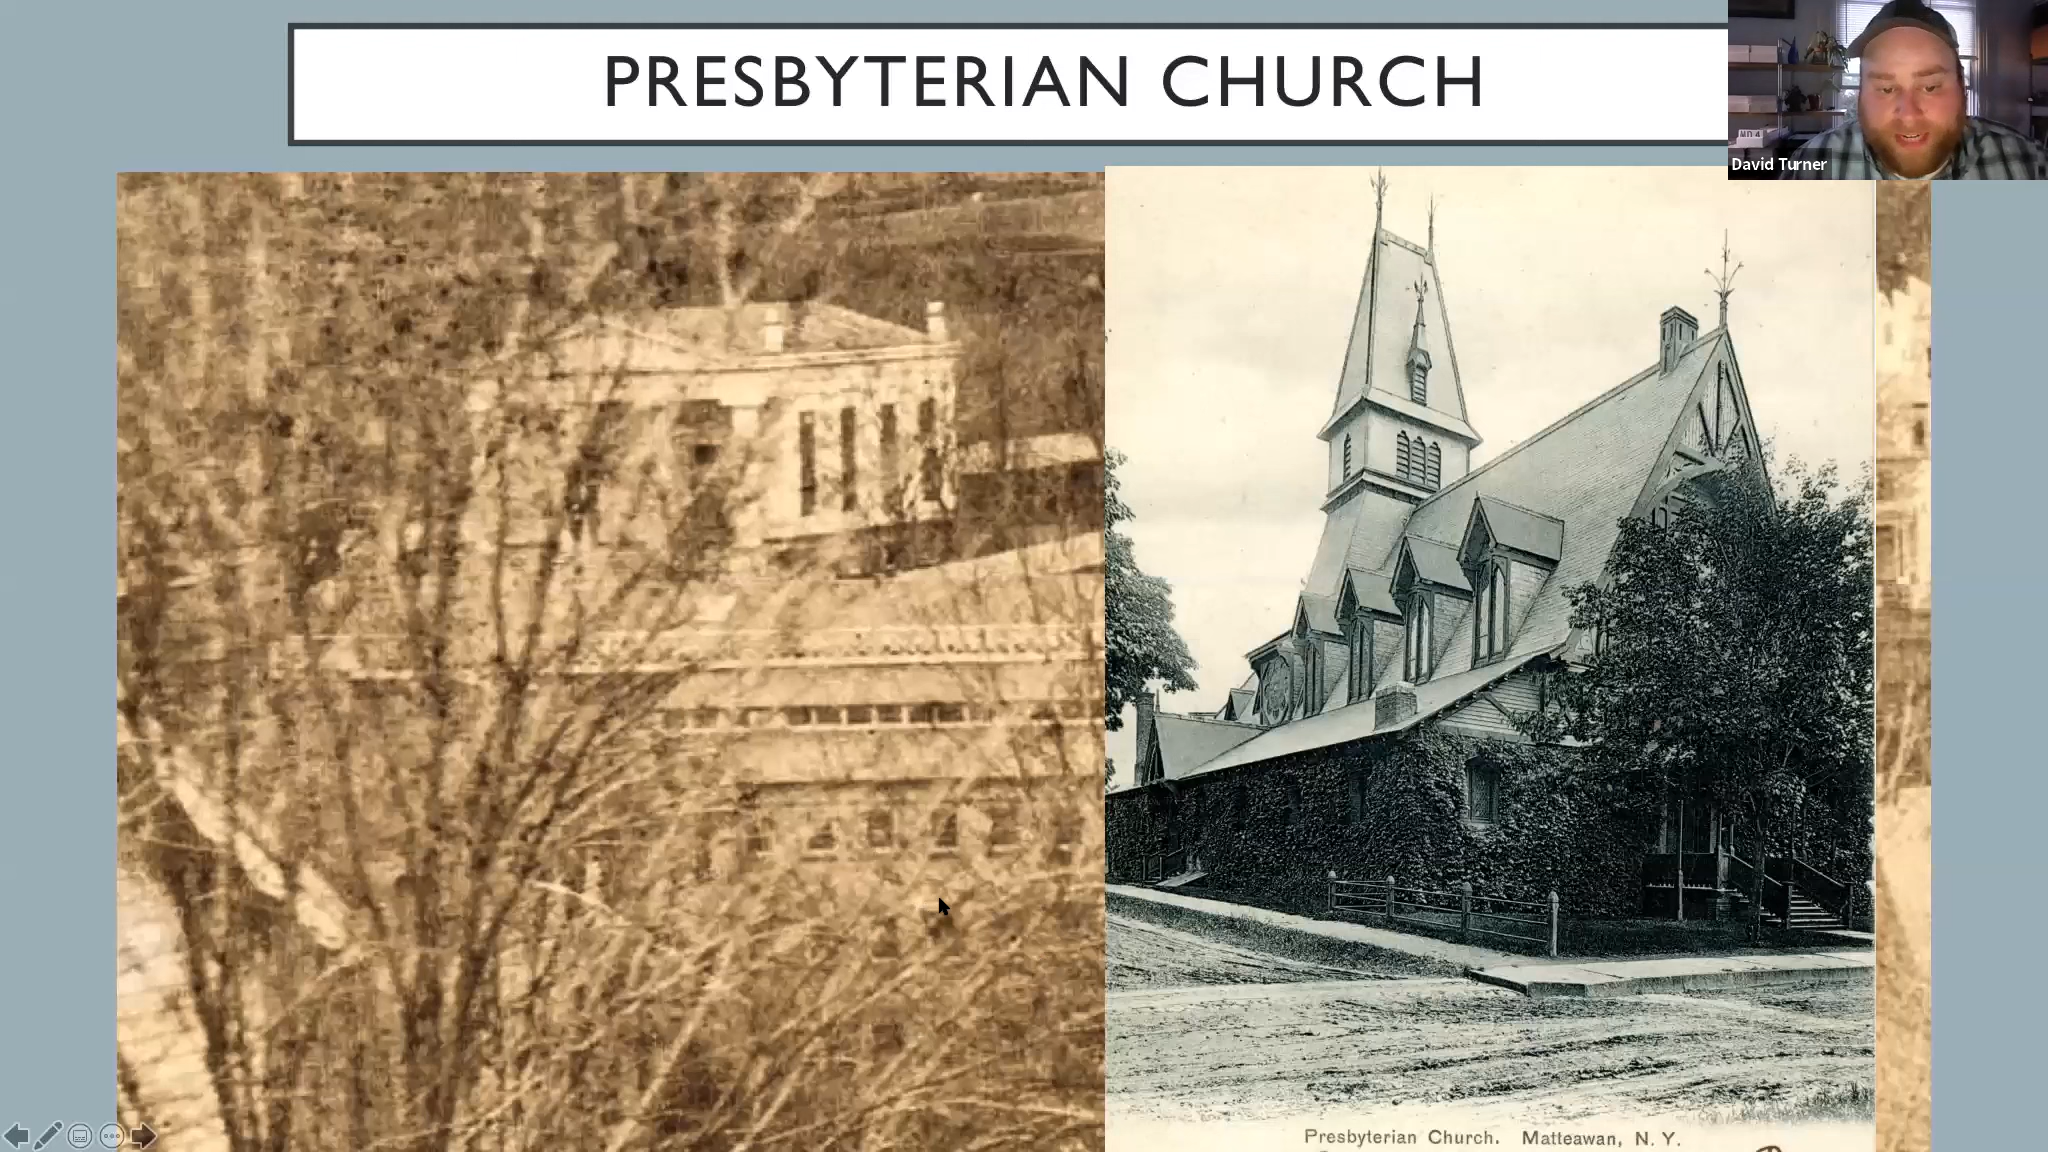 PRESBYTERIAN CHURCH
David Turner
Presbyterian Church. Matteawan, N. Y.